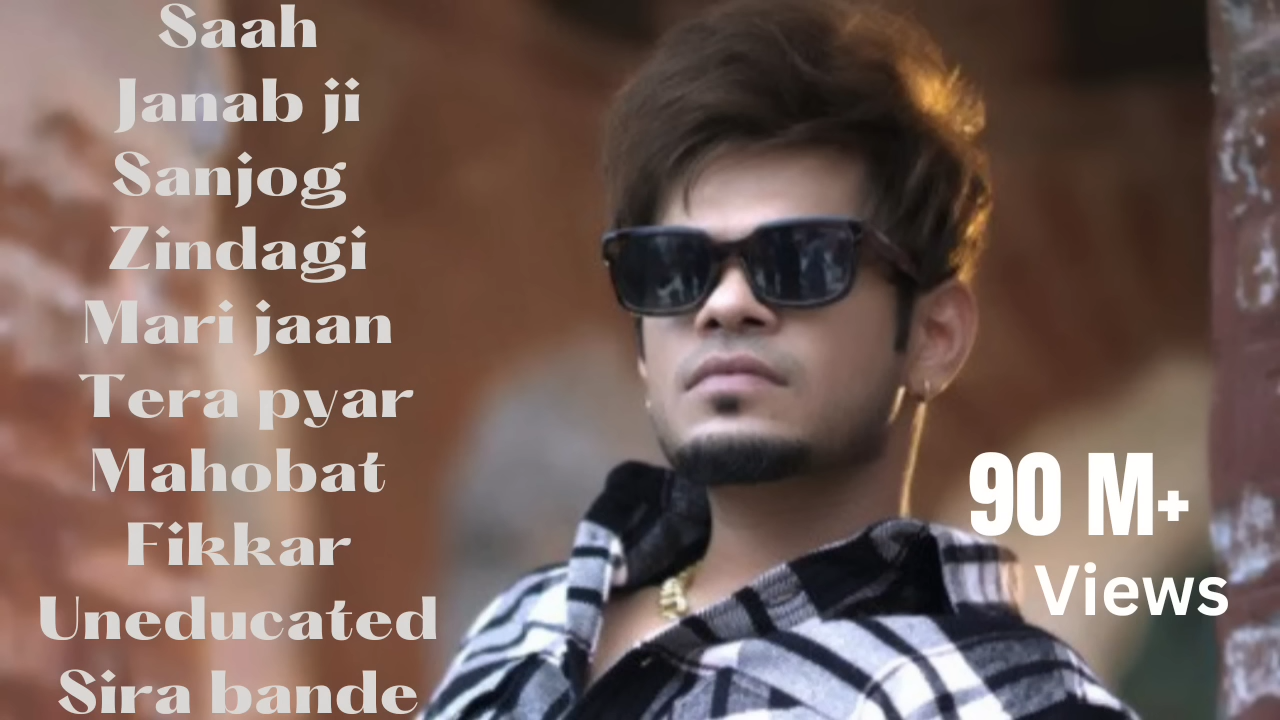 Saah
Janab ji
Sanjog
Zindagi
Mari jaan
Tera pyar
Mahobat
Fikkar
Uneducated
Sira bande
90 M+
Views